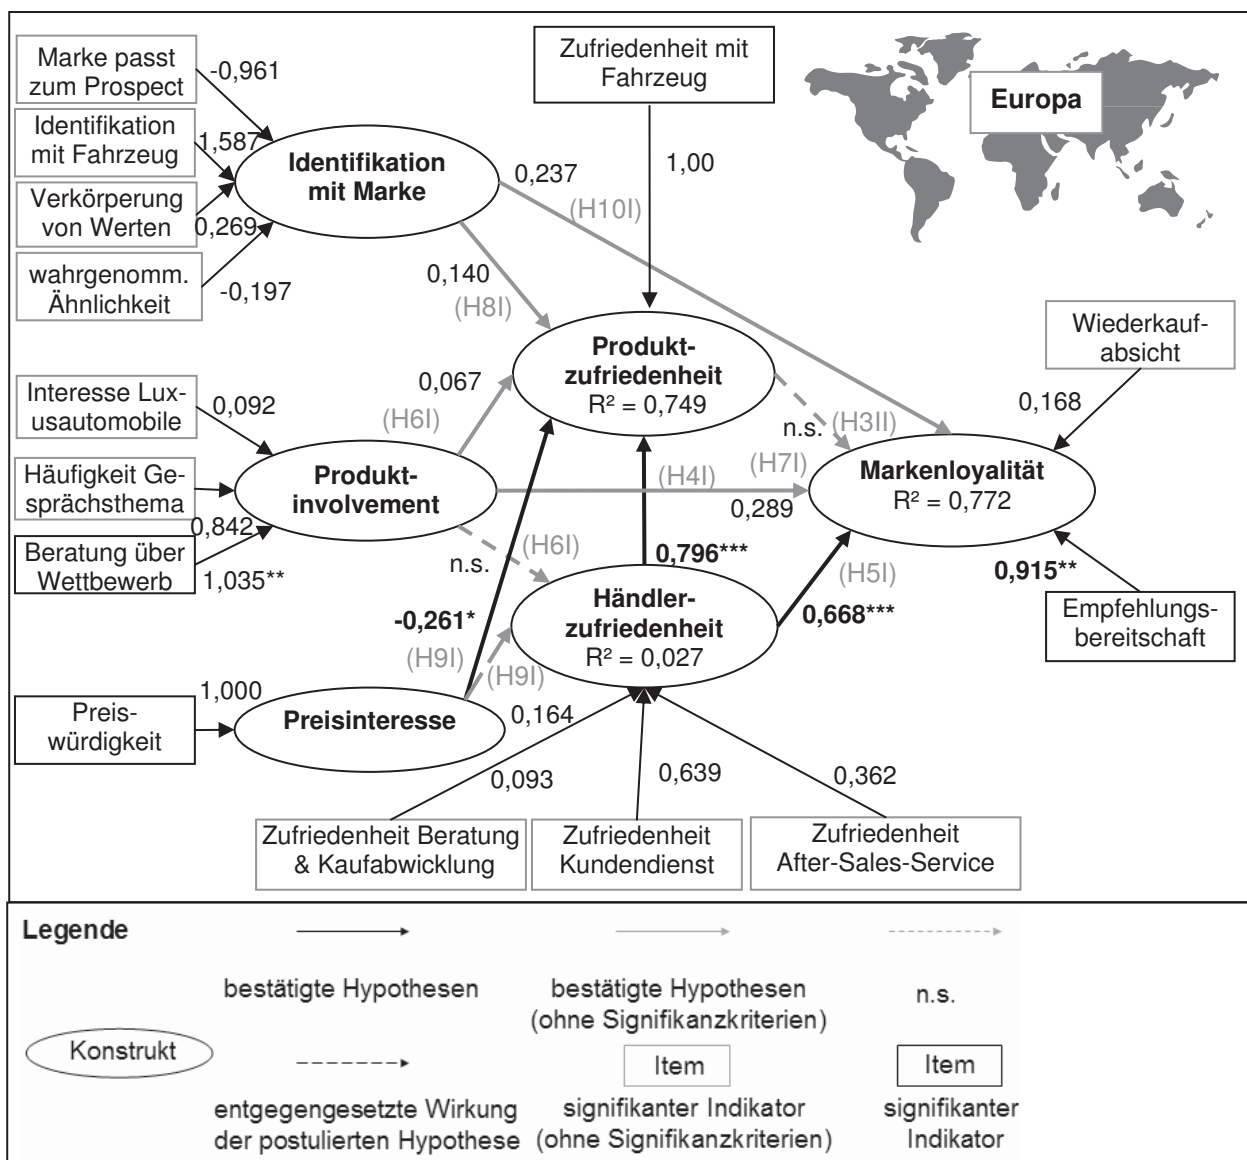 Marke passt
zum Prospect
-0,961
Identifikation
mit Fahrzeug
1,587
Verkörperung
von Werten
0,269
wahrgenomm.
Ähnlichkeit
-0,197
Identifikation
mit Marke
Zufriedenheit mit
Fahrzeug
1,00
Europa
0,237
(H10I)
0,140
(H8I)
Produkt-
zufriedenheit
R² = 0,749
Wiederkauf-
absicht
0,168
Interesse Lux-
usautomobile
0,092
Häufigkeit Ge-
sprächsthema
0,842
Beratung über
Wettbewerb
1,035**
Produkt-
involvement
0,067
(H6I)
n.s.
(H3II)
(H7I)
(H4I)
0,289
Markenloyalität
R² = 0,772
n.s.
(H6I)
0,796***
(H5I)
0,915**
0,668***
Empfehlungs-
bereitschaft
Händler-
zufriedenheit
R² = 0,027
-0,261*
(H9I)
(H9I)
1,000
Preis-
würdigkeit
Preisinteresse
0,164
0,093
0,639
0,362
Zufriedenheit Beratung
& Kaufabwicklung
Zufriedenheit
Kundendienst
Zufriedenheit
After-Sales-Service
Legende
bestätigte Hypothesen
bestätigte Hypothesen
(ohne Signifikanzkriterien)
n.s.
Konstrukt
entgegengesetzte Wirkung
der postulierten Hypothese
Item
signifikanter Indikator
(ohne Signifikanzkriterien)
Item
signifikanter
Indikator